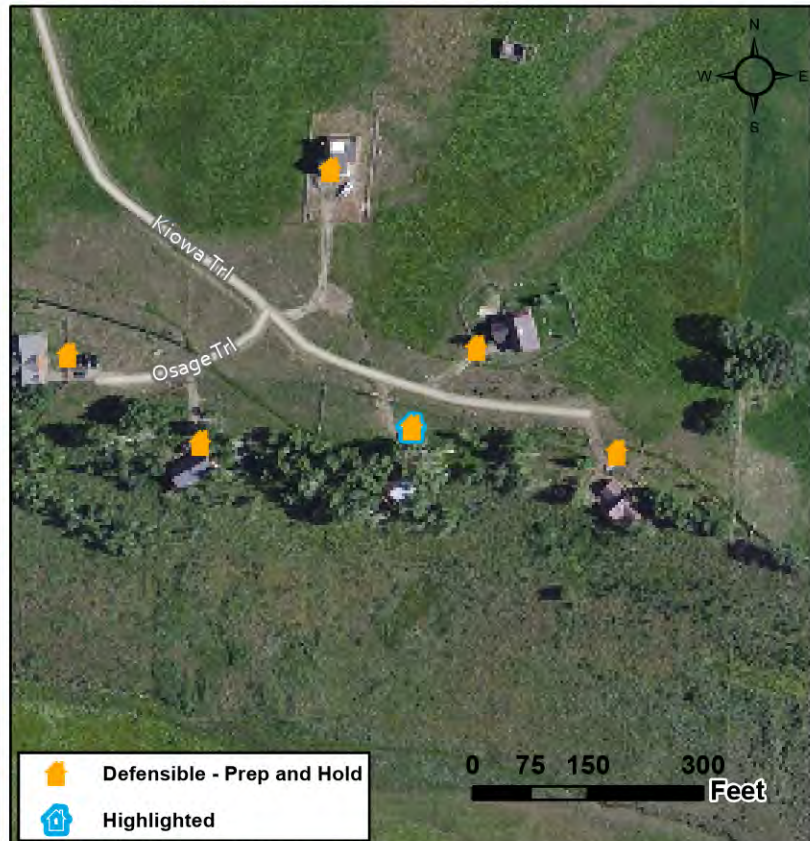 N
W E
S
Kiowa Trl
Osage Trl
Defensible - Prep and Hold
Highlighted
0 75 150 300
Feet